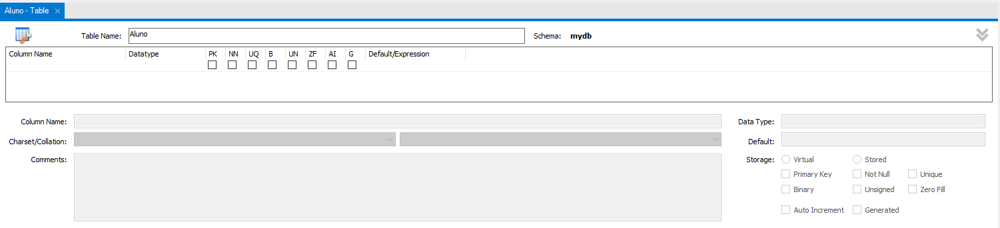 Aluno - Table
Table Name: Aluno Schema: mydb
Column Name Datatype PK NN UQ B UN ZF AI G Default/Expression
Column Name: Data Type:
Charset/Collation: Default:
Comments: Storage: Virtual Stored
Primary Key Not Null Unique
Binary Unsigned Zero Fill
Auto Increment Generated